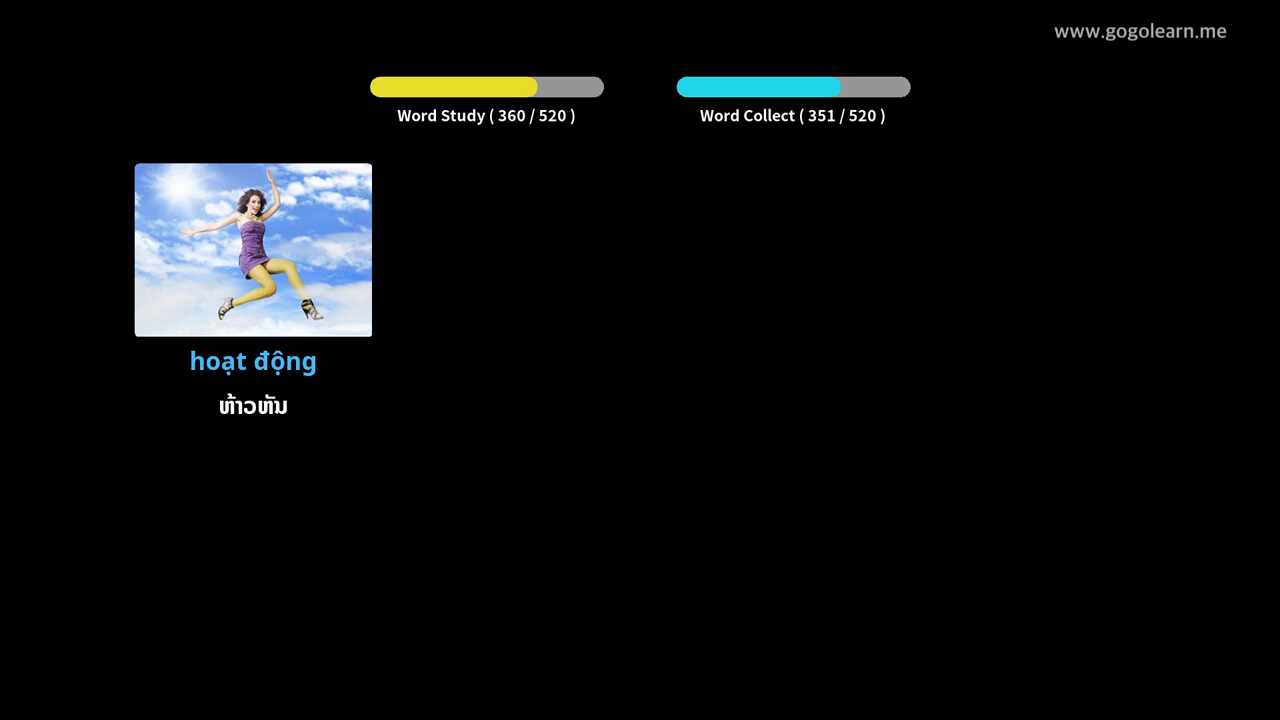 www.gogolearn.me
Word Study ( 360 / 520 )
Word Collect ( 351 / 520 )
hoạt động
ຫ້າວຫັນ